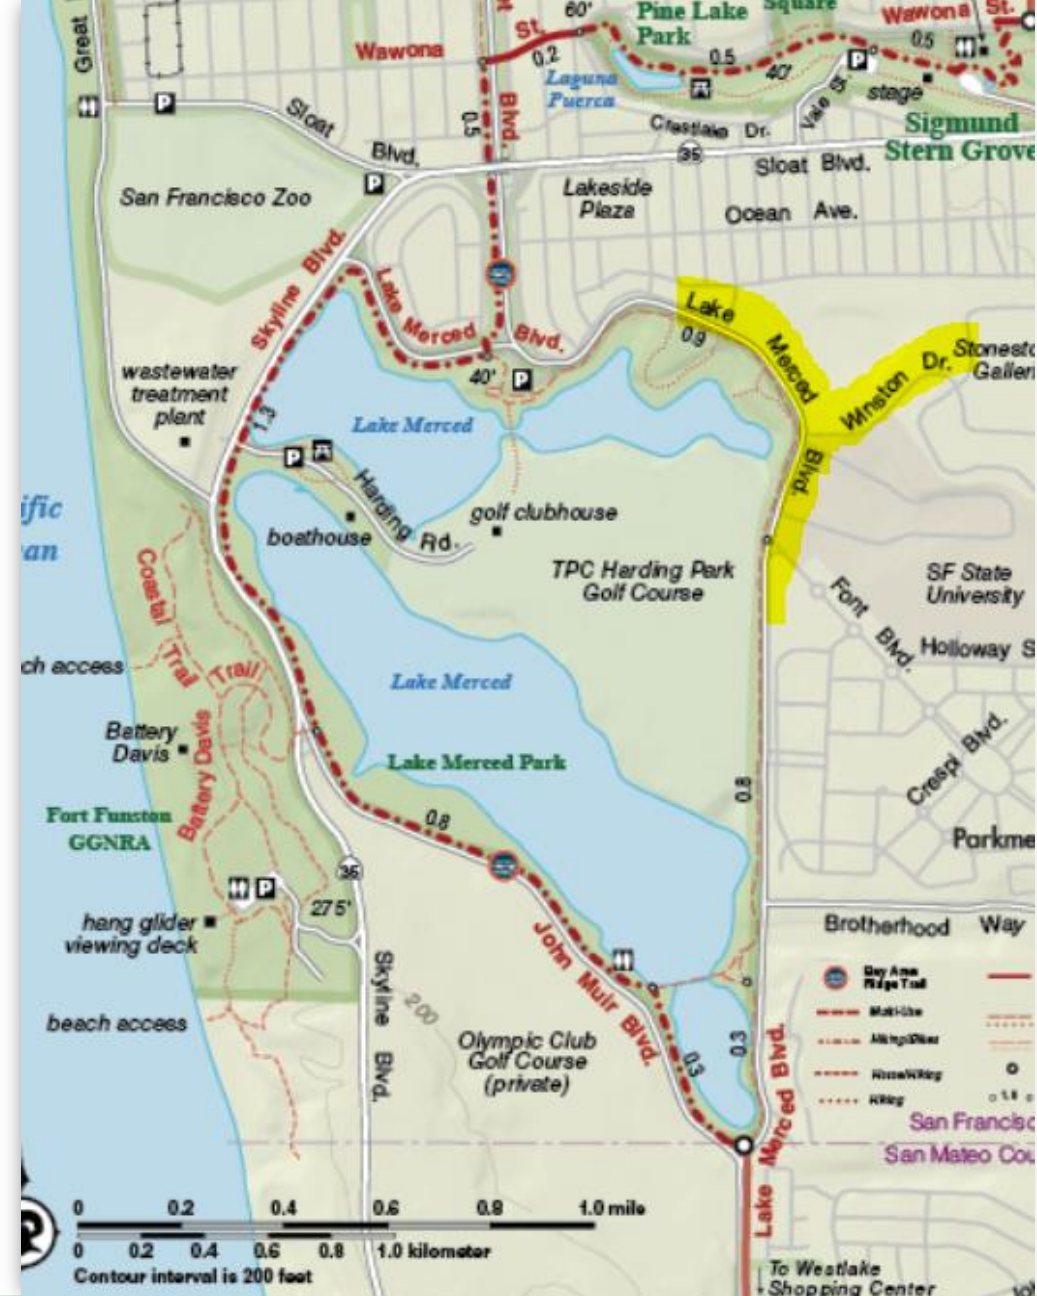 Great
60'
Pine Lake
Park
Square
Wawona St.
Wawona
St.
0.2
0.5
40'
0.5
Laguna
Puerca
P
stage
Vale St
Sigmund
Stern Grove
P
Sloat
Blvd.
0.5
Blvd.
Crestlake Dr.
35
Sloat Blvd.
P
San Francisco Zoo
Lakeside
Plaza
Ocean Ave.
Skyline Blvd.
Lake
Merced
Blvd.
Lake
Merced
Blvd.
0.9
Winston Dr.
wastewater
treatment
plant
40'
P
1.3
Lake Merced
P
Harding
Rd.
boathouse
golf clubhouse
TPC Harding Park
Golf Course
SF State
University
Font
Blvd.
Holloway
Coastal
Trail
Trail
Lake Merced
Battery
Davis
Battery Davis
Lake Merced Park
Crespi Blvd.
0.8
0.8
Fort Funston
GGNRA
35
P
275'
hang glider
viewing deck
Brotherhood Way
John Muir Blvd.
Bay Area
Ridge Trail
Skyline
Blvd.
200
beach access
Olympic Club
Golf Course
(private)
0.3
0.3
Lake Merced Blvd.
0 0.2 0.4 0.6 0.8 1.0 mile
0 0.2 0.4 0.6 0.8 1.0 kilometer
Contour interval is 200 feet
To Westlake
Shopping Center